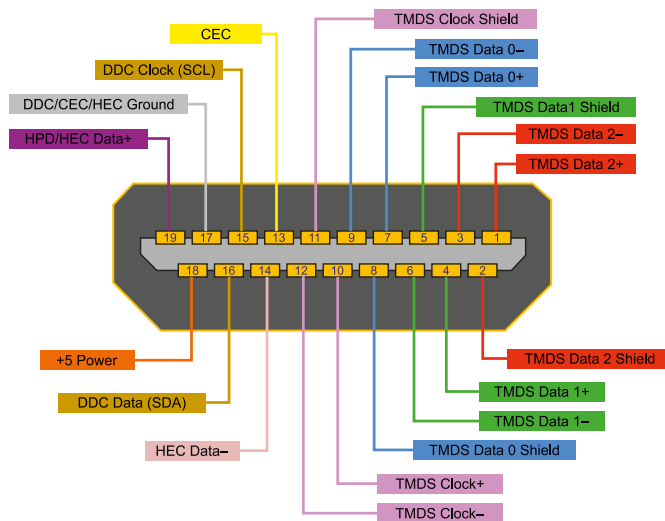 TMDS Clock Shield
CEC
TMDS Data 0–
DDC Clock (SCL)
TMDS Data 0+
DDC/CEC/HEC Ground
TMDS Data1 Shield
HPD/HEC Data+
TMDS Data 2–
TMDS Data 2+
19 17 15 13 11 9 7 5 3 1
18 16 14 12 10 8 6 4 2
+5 Power
TMDS Data 2 Shield
TMDS Data 1+
DDC Data (SDA)
TMDS Data 1–
HEC Data–
TMDS Data 0 Shield
TMDS Clock+
TMDS Clock–